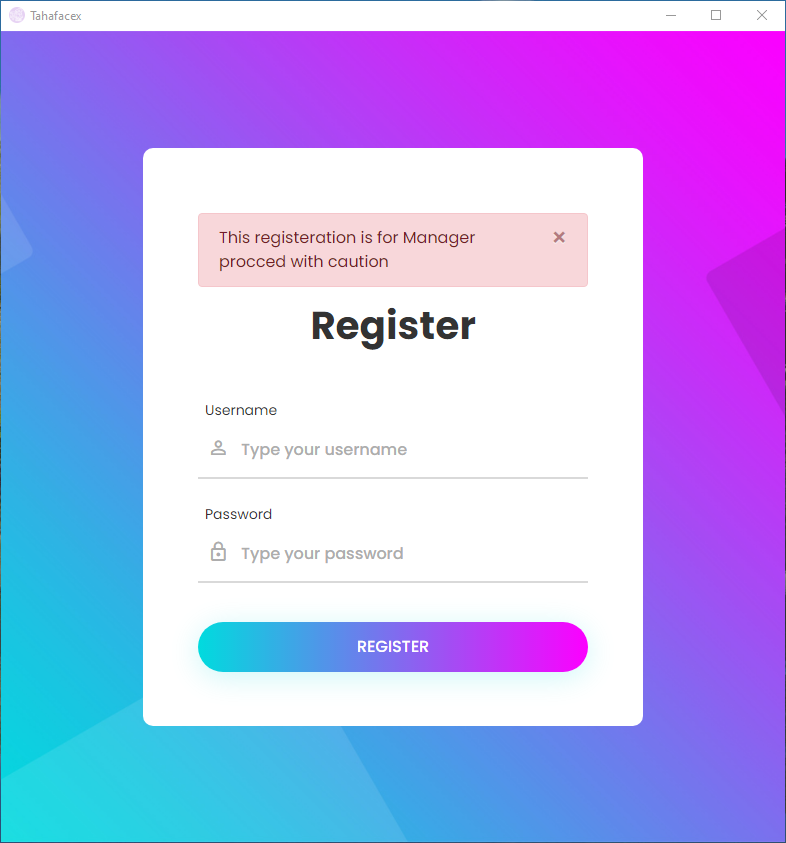 Tahafacex
This registeration is for Manager
procced with caution
Register
Username
Type your username
Password
Type your password
REGISTER